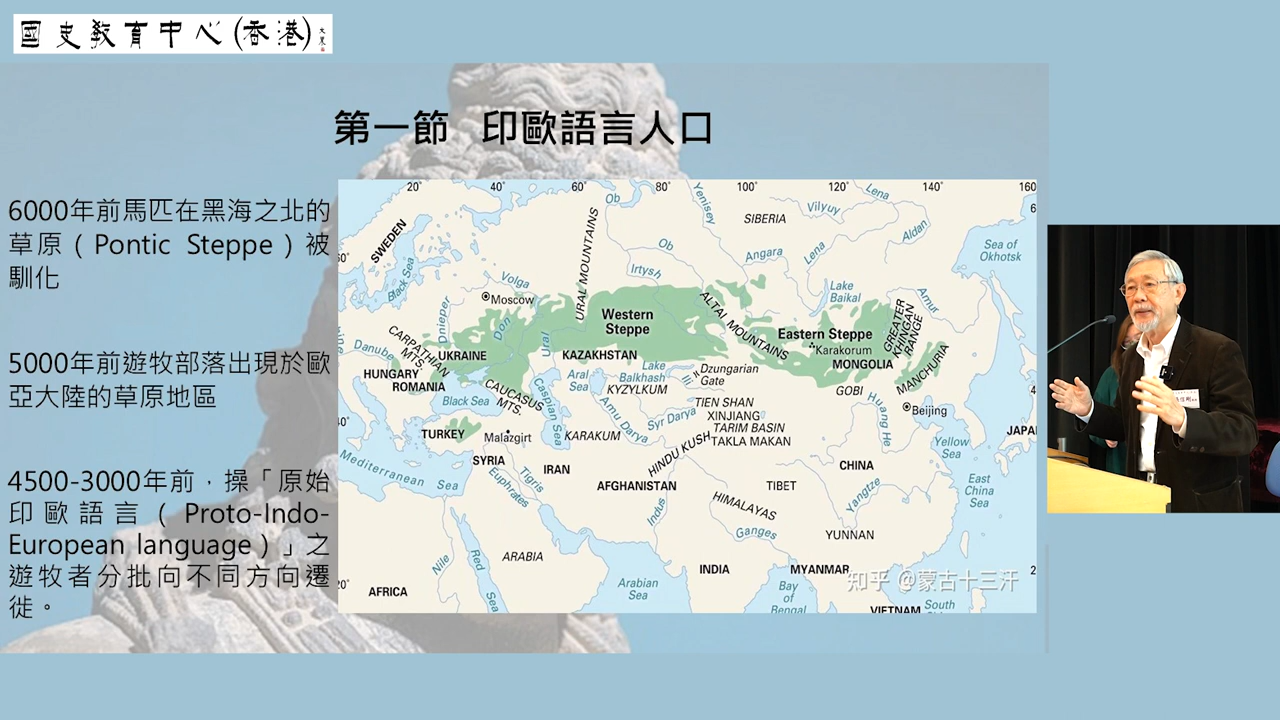 國史教育中心(香港)
第一節 印歐語言人口
6000年前馬匹在黑海之北的
草原(Pontic Steppe)被
馴化
5000年前遊牧部落出現於歐
亞大陸的草原地區
4500-3000年前,操「原始
印歐語言(Proto-Indo-
European language)」之
遊牧者分批向不同方向遷
徙。
20° 40° 60° 80° 100° 120° 140° 160
Ob
Yenisey
SIBERIA
Vilyuy
Lena
Aldan
SWEDEN
Black Sea
URAL MOUNTAINS
Ob
Irtysh
Angara
Lena
Sea of
Okhotsk
Volga
Moscow
Dnieper
Don
Ural
Western
Steppe
ALTAI MOUNTAINS
Lake
Baikal
Amur
Eastern Steppe
Karakorum
MONGOLIA
GREATER
KHINGAN
RANGE
MANCHURIA
CARPATHIAN
MTS.
Danube
UKRAINE
HUNGARY
ROMANIA
KAZAKHSTAN
Aral
Sea
Lake
Balkhash
Ili
Dzungarian
Gate
KYZYLKUM
GOBI
Black Sea
CAUCASUS
MTS.
Caspian Sea
Amu Darya
Syr Darya
TIEN SHAN
XINJIANG
TARIM BASIN
TAKLA MAKAN
Huang He
Beijing
TURKEY
Malazgirt
KARAKUM
HINDU KUSH
Yellow
Sea
JAPA
Mediterranean Sea
SYRIA
Tigris
Euphrates
IRAN
AFGHANISTAN
TIBET
CHINA
Yangtze
East
China
Sea
Indus
HIMALAYAS
Ganges
YUNNAN
Nile
Red Sea
ARABIA
AFRICA
Arabian
Sea
INDIA
MYANMAR
Bay
of
Bengal
VIETNAM
South
知乎 @蒙古十三汗